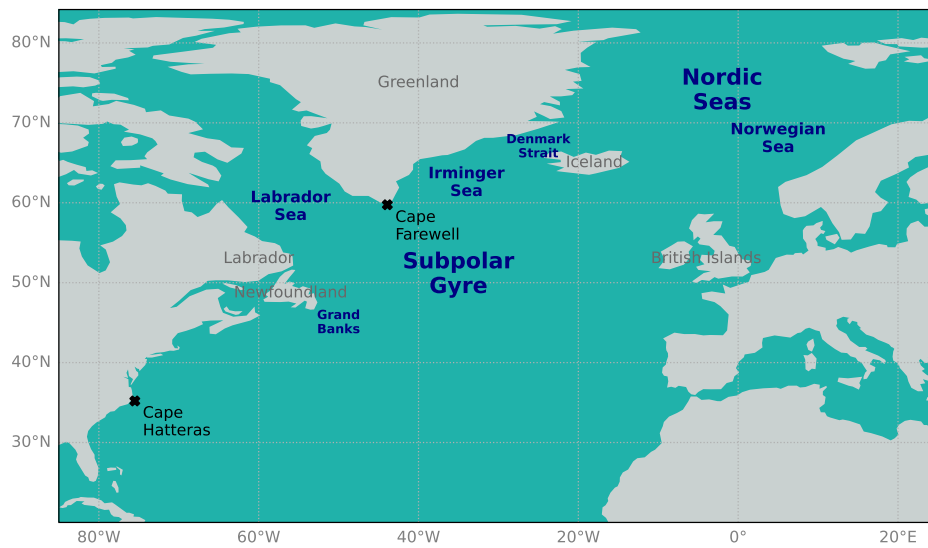 80°N
70°N
60°N
50°N
40°N
30°N
80°W
60°W
40°W
20°W
0°
20°E
Greenland
Nordic
Seas
Norwegian
Sea
Denmark
Strait
Iceland
Irminger
Sea
Labrador
Sea
Cape
Farewell
Subpolar
Gyre
Labrador
British Islands
Newfoundland
Grand
Banks
Cape
Hatteras